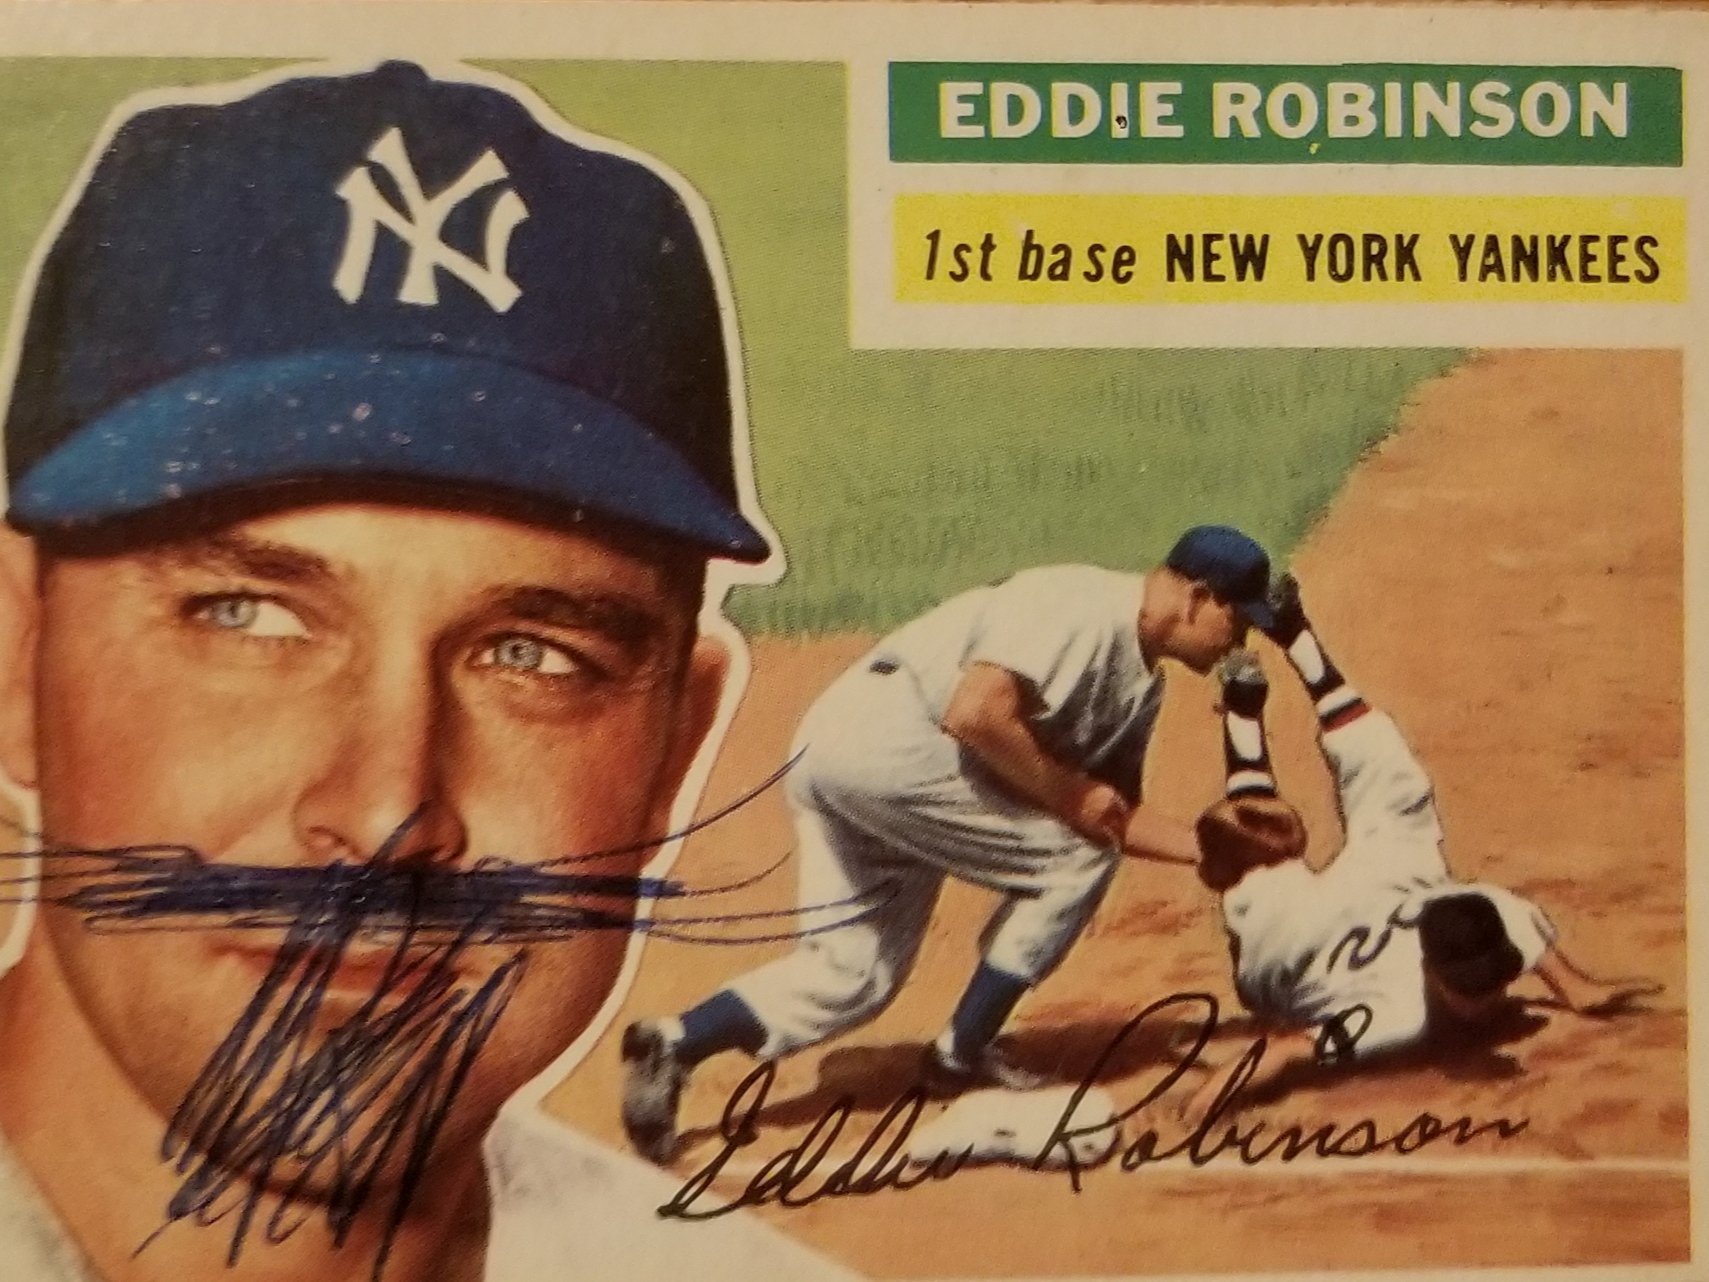 NY
EDDIE ROBINSON
1st base NEW YORK YANKEES
Eddie Robinson